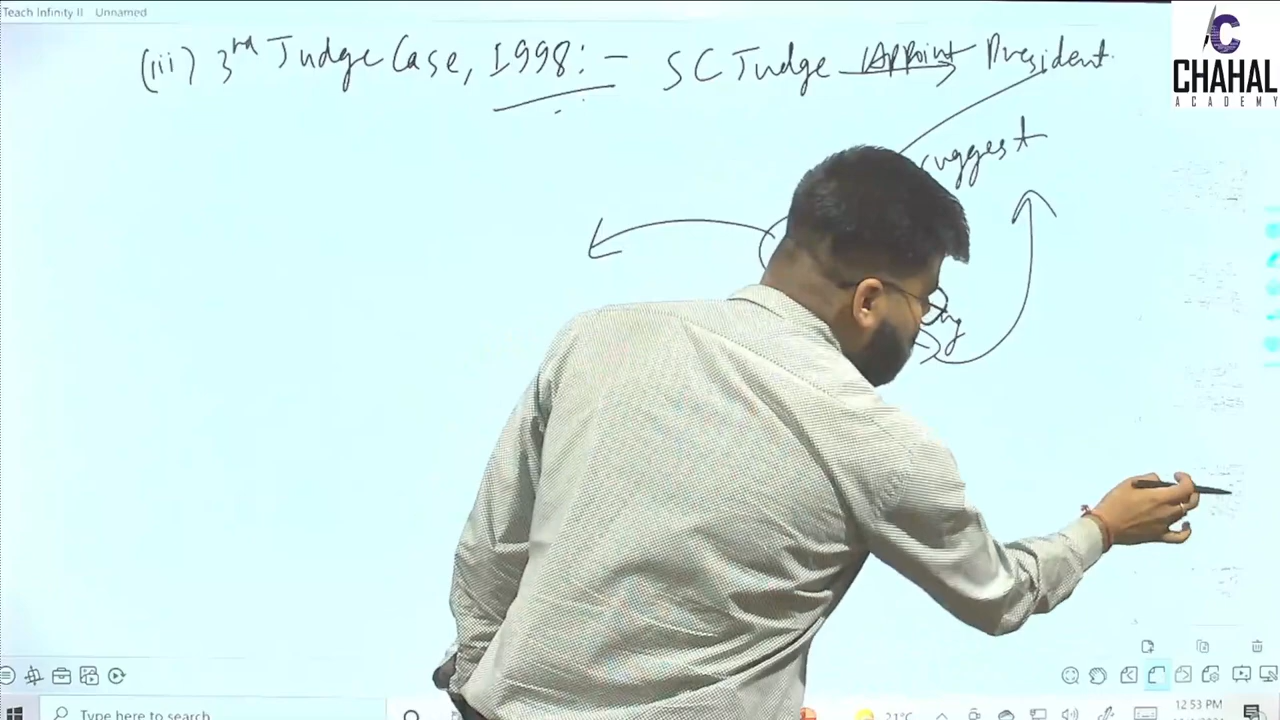 Teach Infinity II Unnamed
(iii) 3rd Judge Case, 1998:- SC Judge Appoint President.
suggest
C
CHAHAL
ACADEMY
Type here to search
21°C
12:53 PM